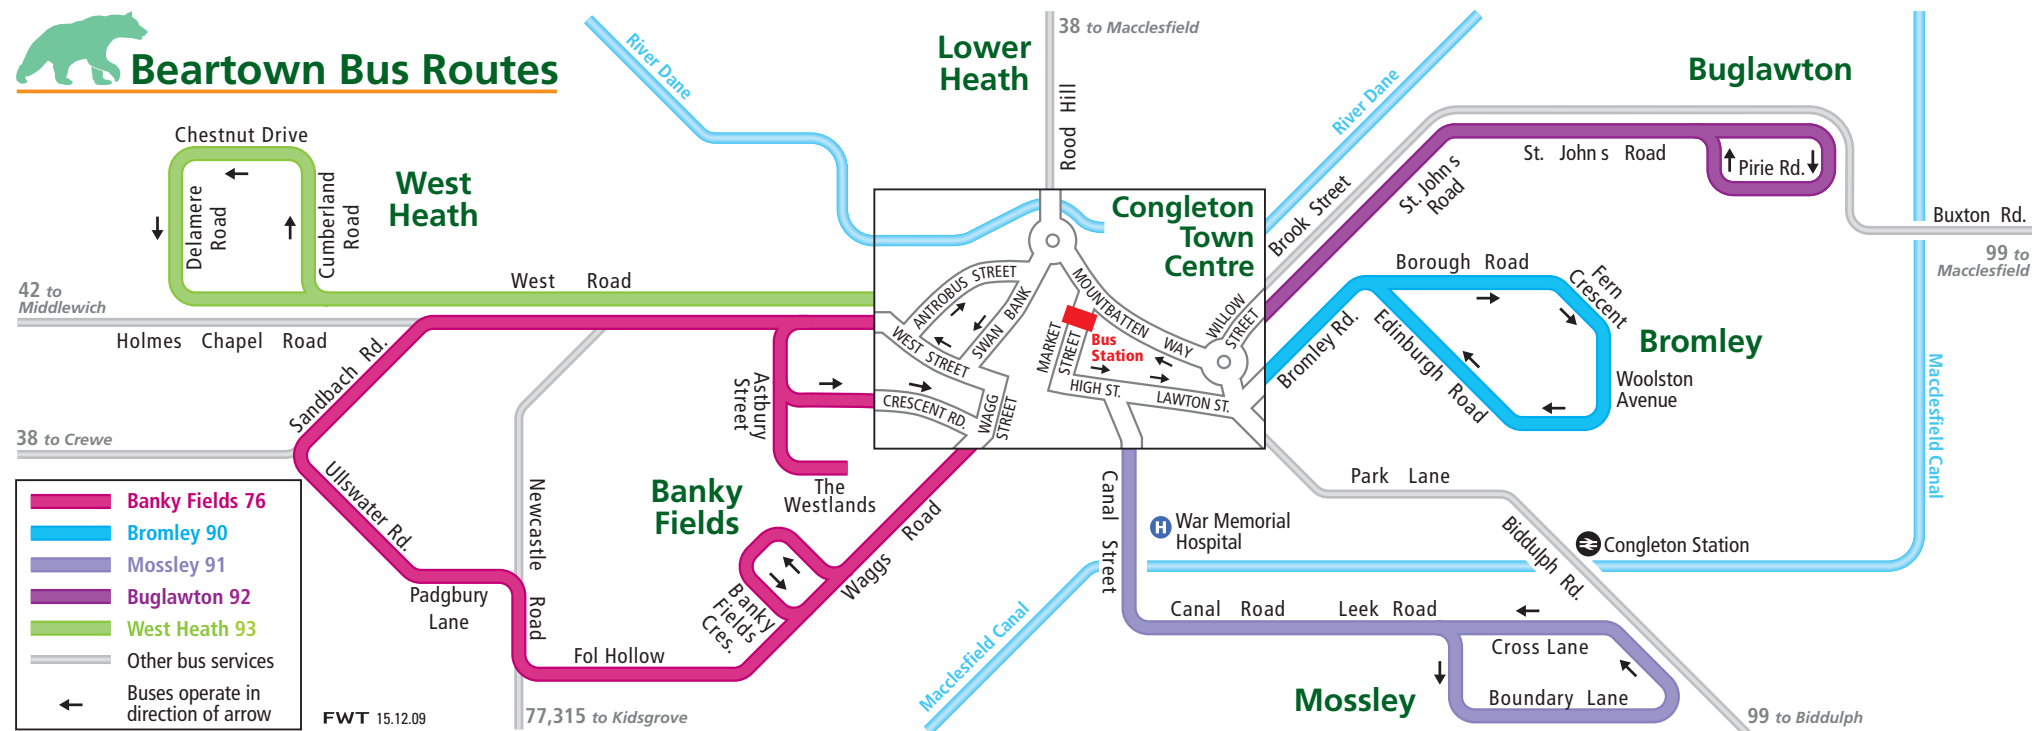 Beartown Bus Routes
River Dane
Lower
Heath
38 to Macclesfield
Rood Hill
River Dane
Buglawton
Chestnut Drive
West
Heath
Delamere
Road
Cumberland
Road
West Road
42 to
Middlewich
Holmes Chapel Road
Sandbach Rd.
38 to Crewe
Ullswater Rd.
Padgbury
Lane
Newcastle Road
Fol Hollow
77,315 to Kidsgrove
Astbury
Street
The
Westlands
Banky
Fields
Banky
Fields
Cres.
Waggs Road
Congleton
Town
Centre
ANTROBUS STREET
SWAN BANK
WEST STREET
CRESCENT RD.
WAGG
STREET
MOUNTBATTEN WAY
MARKET
STREET
Bus
Station
HIGH ST.
LAWTON ST.
WILLOW
STREET
Brook Street
St. John s
Road
St. John s Road
Pirie Rd.
Buxton Rd.
99 to
Macclesfield
Borough Road
Fern
Crescent
Bromley
Bromley Rd.
Edinburgh Road
Woolston
Avenue
Macclesfield Canal
Park Lane
Biddulph Rd.
Congleton Station
H
War Memorial
Hospital
Canal Street
Macclesfield Canal
Canal Road
Leek Road
Cross Lane
Boundary Lane
Mossley
99 to Biddulph
Banky Fields 76
Bromley 90
Mossley 91
Buglawton 92
West Heath 93
Other bus services
Buses operate in
direction of arrow
FWT 15.12.09